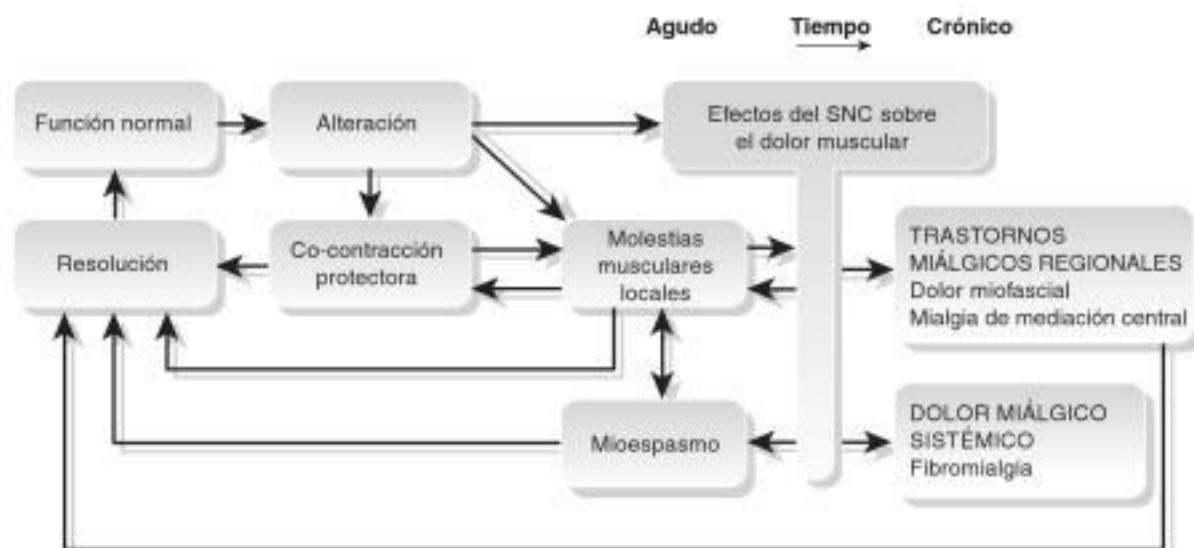 Agudo Tiempo Crónico
Función normal
Alteración
Efectos del SNC sobre
el dolor muscular
Resolución
Co-contracción
protectora
Molestias
musculares
locales
TRASTORNOS
MIÁLGICOS REGIONALES
Dolor miofascial
Mialgia de mediación central
Mioespasmo
DOLOR MIÁLGICO
SISTÉMICO
Fibromialgia